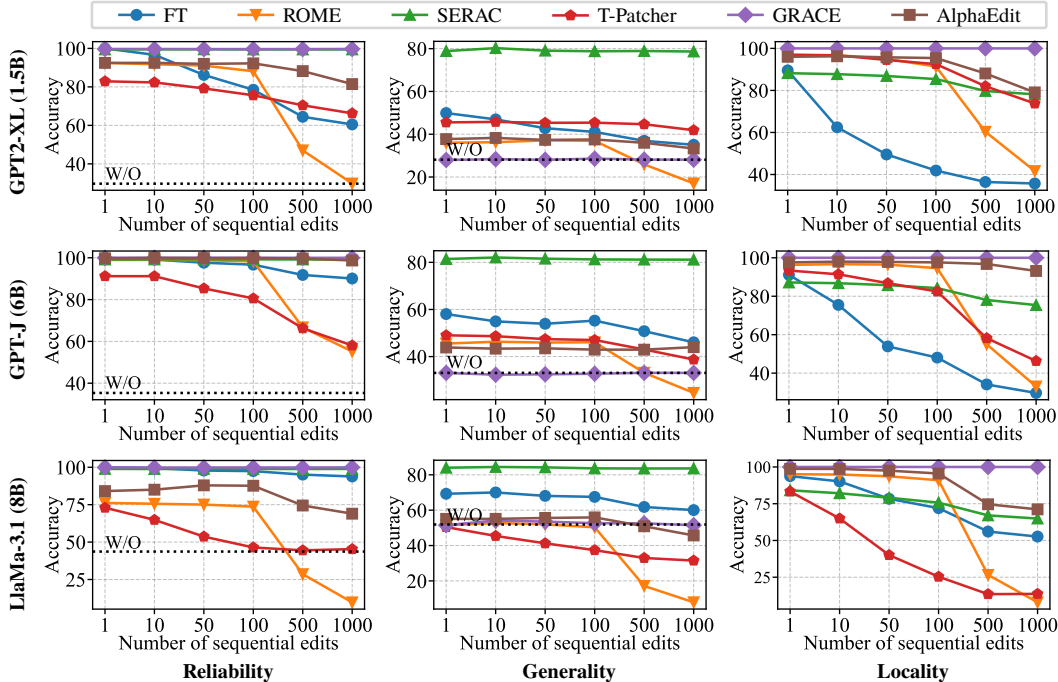 FT ROME SERAC T-Patcher GRACE AlphaEdit
GPT2-XL (1.5B)
Accuracy
100
80
60
40
W/O
1 10 50 100 500 1000
Number of sequential edits
Accuracy
80
60
40
20
W/O
1 10 50 100 500 1000
Number of sequential edits
Accuracy
100
80
60
40
1 10 50 100 500 1000
Number of sequential edits
GPT-J (6B)
Accuracy
100
80
60
40
W/O
1 10 50 100 500 1000
Number of sequential edits
Accuracy
80
60
40
W/O
1 10 50 100 500 1000
Number of sequential edits
Accuracy
100
80
60
40
1 10 50 100 500 1000
Number of sequential edits
LlaMa-3.1 (8B)
Accuracy
100
75
50
25
W/O
1 10 50 100 500 1000
Number of sequential edits
Accuracy
80
60
40
20
W/O
1 10 50 100 500 1000
Number of sequential edits
Accuracy
100
75
50
25
1 10 50 100 500 1000
Number of sequential edits
Reliability
Generality
Locality